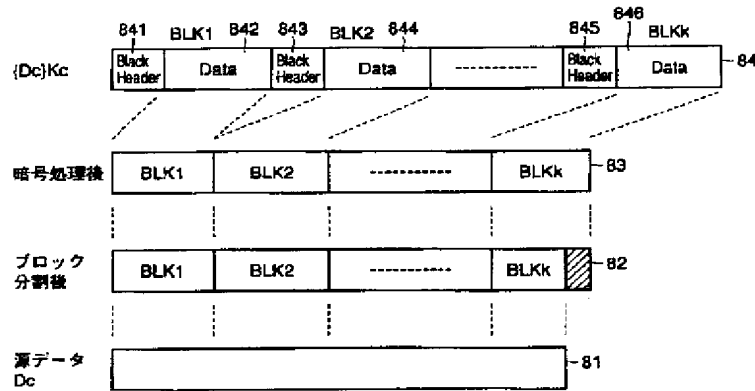 841 BLK1 842 843 BLK2 844 845 846 BLKk
{Dc}Kc Black Header Data Black Header Data Black Header Data 84
暗号処理後 BLK1 BLK2 BLKk 83
ブロック分割後 BLK1 BLK2 BLKk 82
源データ Dc 81